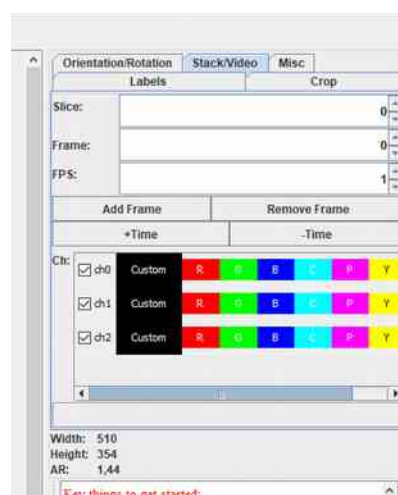 Orientation/Rotation Stack/Video Misc
Labels Crop
Slice: 0
Frame: 0
FPS: 1
Add Frame Remove Frame
+Time -Time
Ch:
ch0 Custom R G B C P Y
ch1 Custom R G B C P Y
ch2 Custom R G B C P Y
Width: 510
Height: 354
AR: 1,44
Key things to get started: